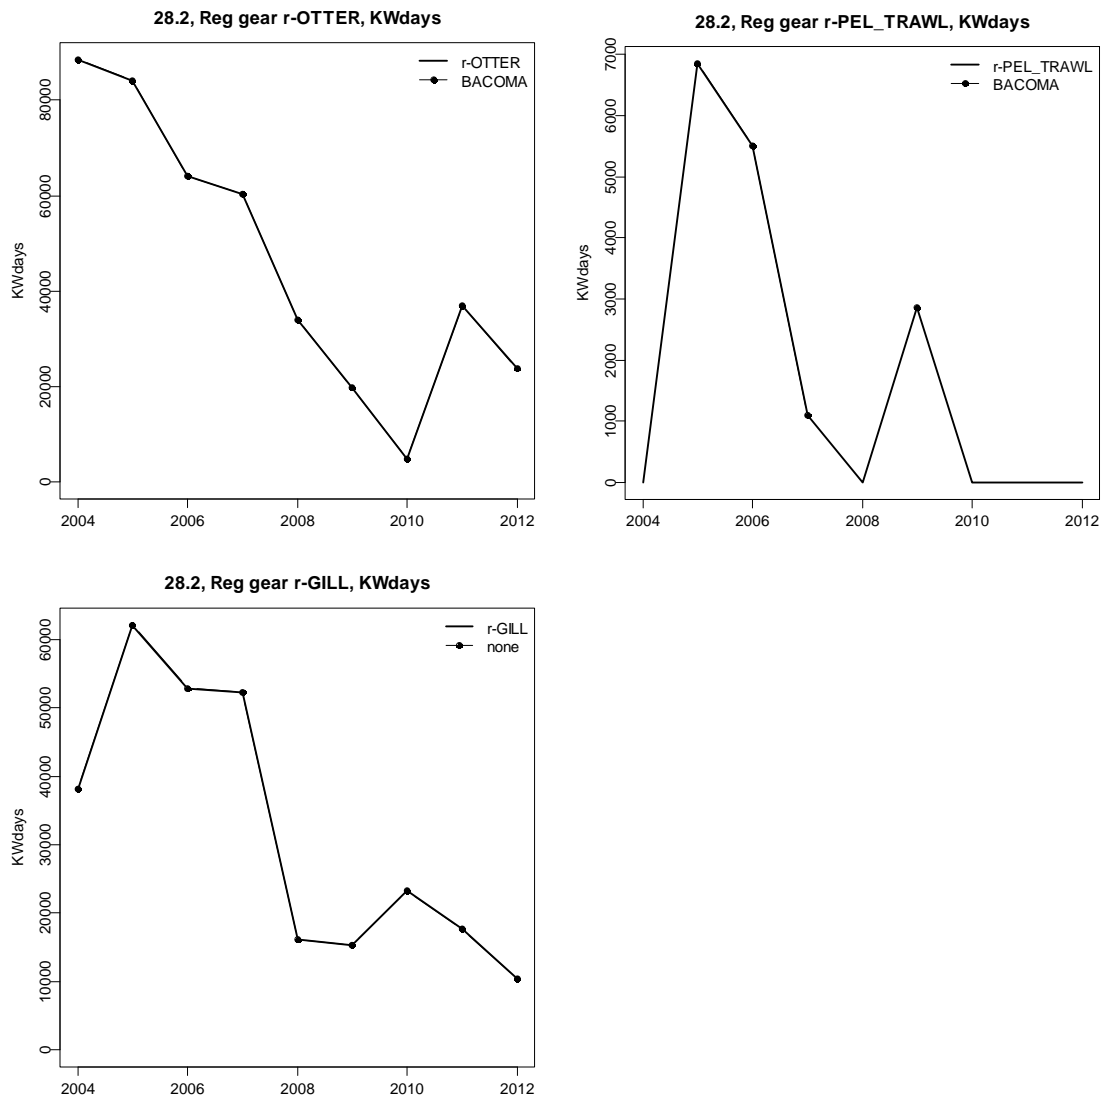 28.2, Reg gear r-OTTER, KWdays
r-OTTER
BACOMA
KWdays
80000
60000
40000
20000
0
2004 2006 2008 2010 2012
28.2, Reg gear r-PEL_TRAWL, KWdays
r-PEL_TRAWL
BACOMA
KWdays
7000
6000
5000
4000
3000
2000
1000
0
2004 2006 2008 2010 2012
28.2, Reg gear r-GILL, KWdays
r-GILL
none
KWdays
60000
50000
40000
30000
20000
10000
0
2004 2006 2008 2010 2012